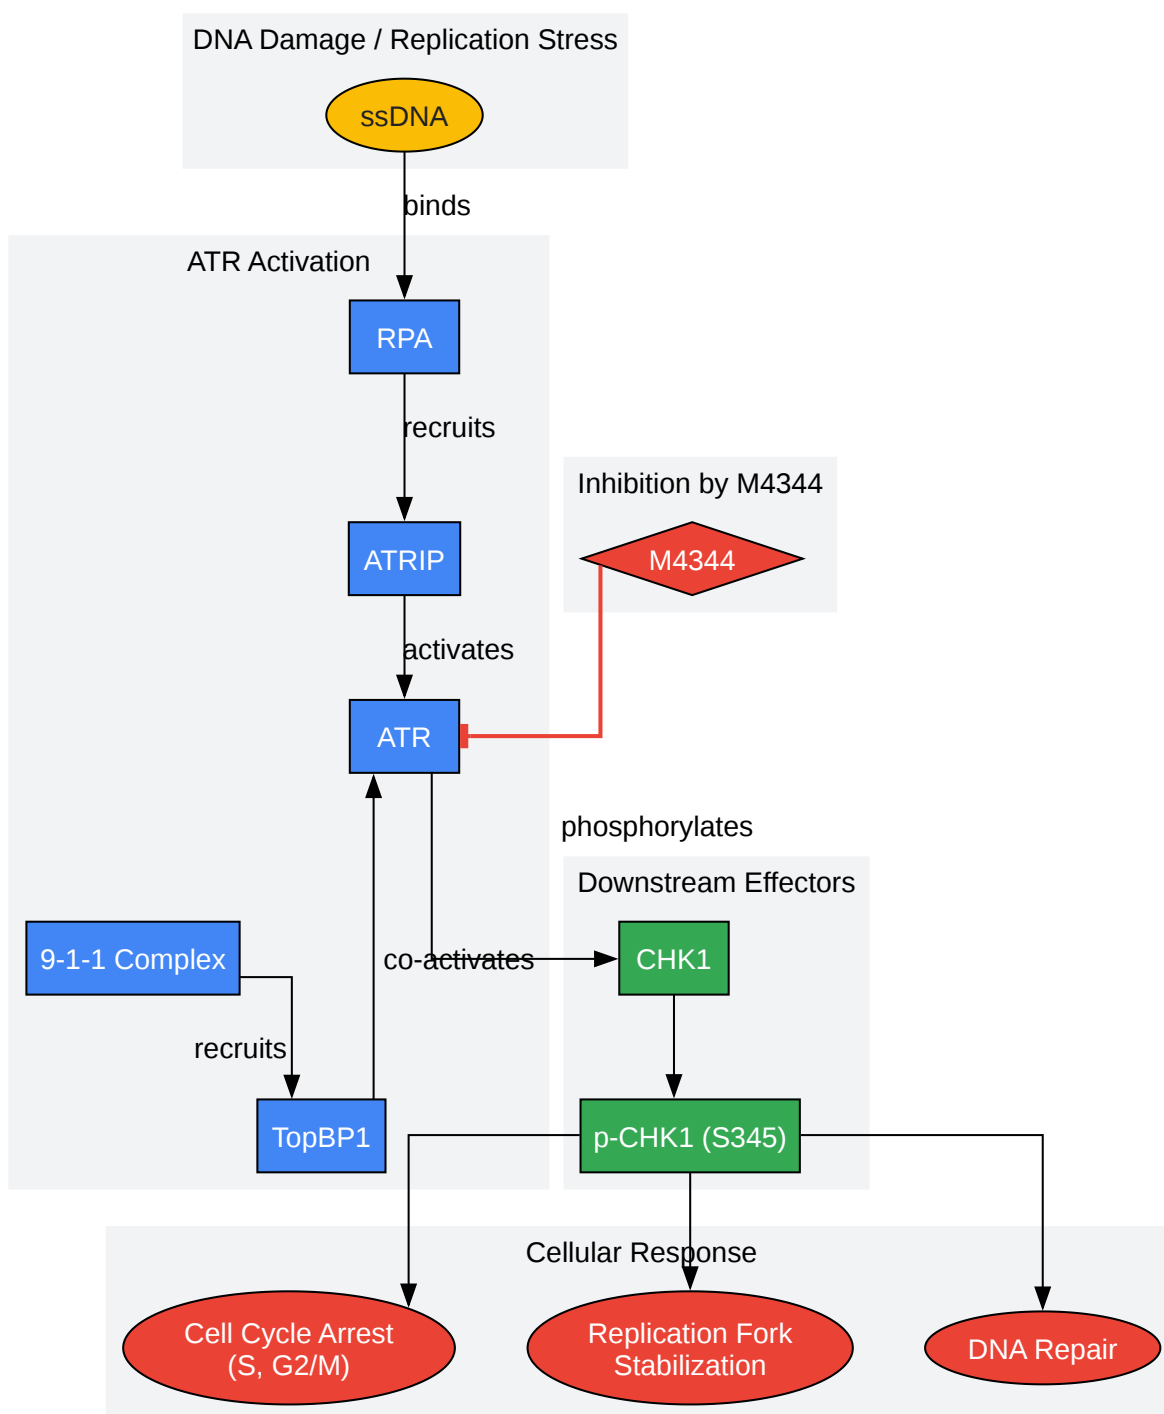 DNA Damage / Replication Stress
ssDNA
binds
ATR Activation
RPA
recruits
Inhibition by M4344
ATRIP
M4344
activates
ATR
phosphorylates
Downstream Effectors
9-1-1 Complex
co-activates
CHK1
recruits
TopBP1
p-CHK1 (S345)
Cellular Response
Cell Cycle Arrest
(S, G2/M)
Replication Fork
Stabilization
DNA Repair